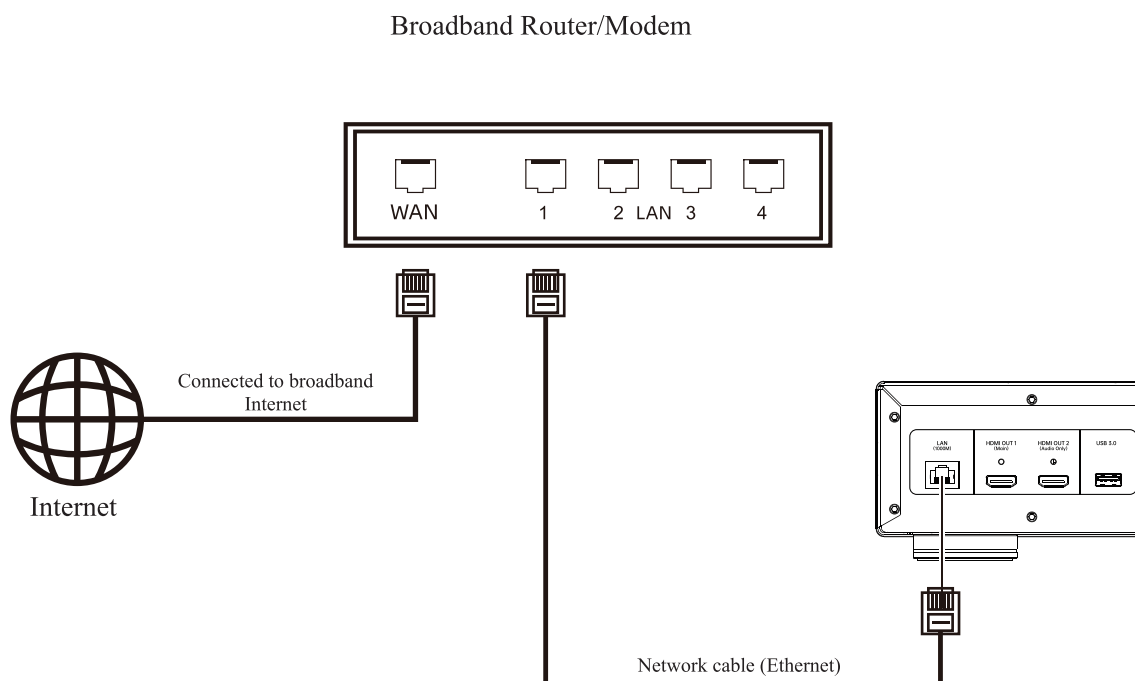 Broadband Router/Modem
WAN
1
2 LAN 3
4
Connected to broadband
Internet
Internet
LAN
(1000M)
HDMI OUT 1
(Main)
HDMI OUT 2
(Audio Only)
USB 3.0
Network cable (Ethernet)